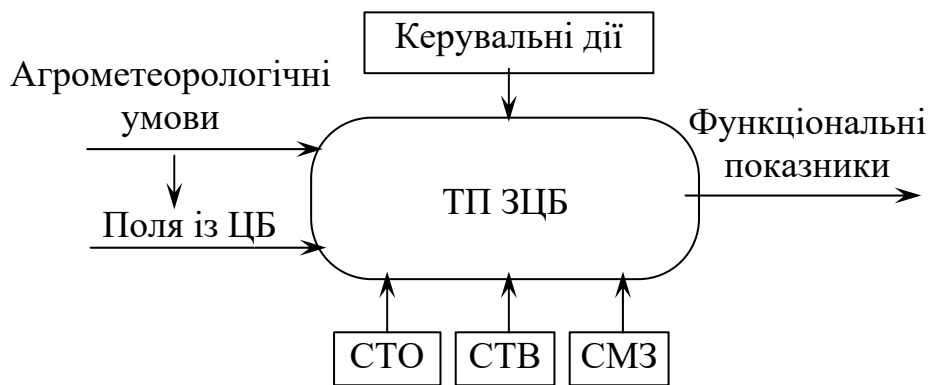 Керувальні дії
Агрометеорологічні
умови
Функціональні
показники
ТП ЗЦБ
Поля із ЦБ
СТО
СТВ
СМЗ